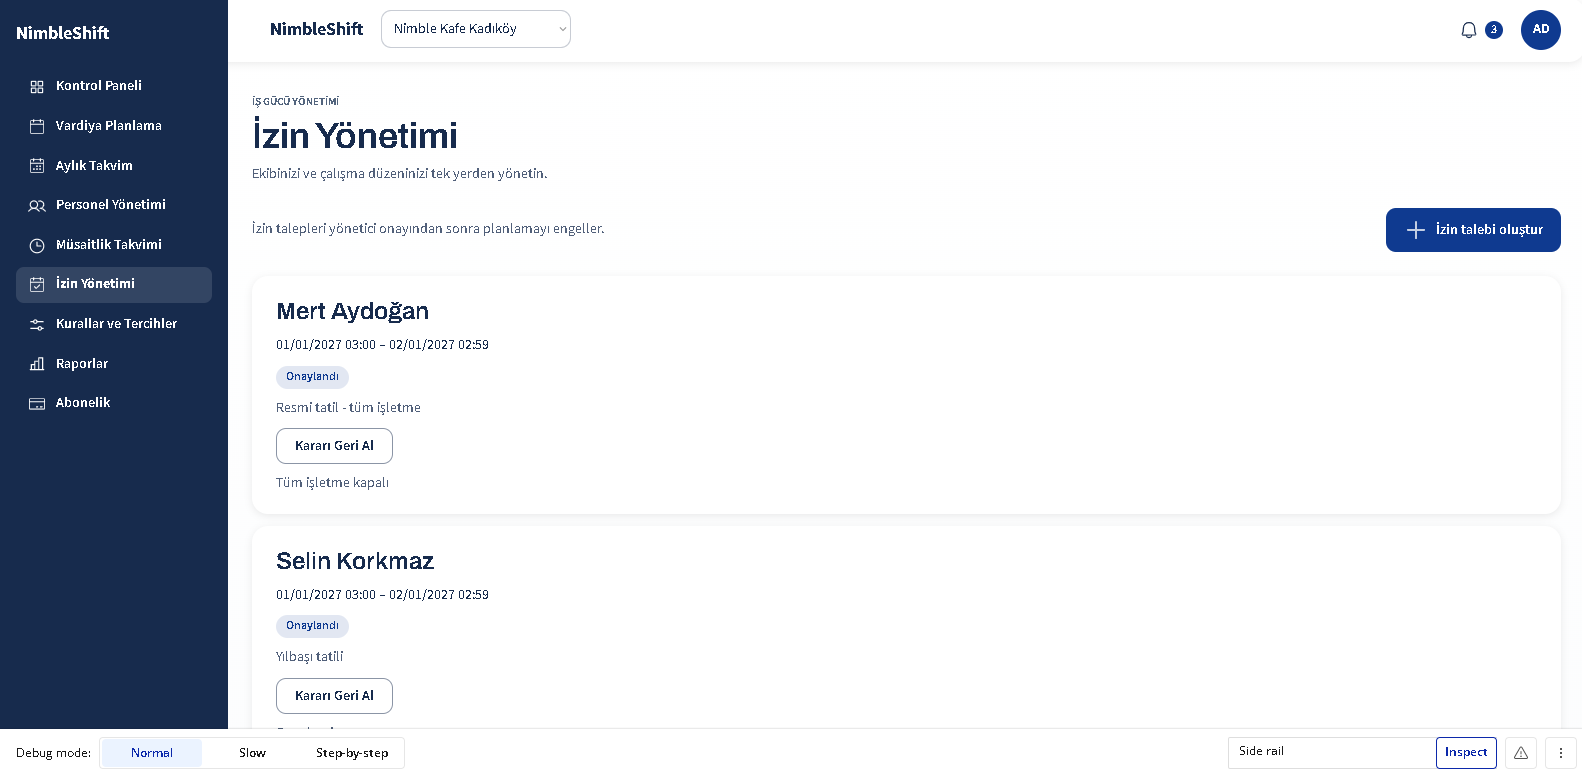 NimbleShift
Kontrol Paneli
Vardiya Planlama
Aylık Takvim
Personel Yönetimi
Müsaitlik Takvimi
İzin Yönetimi
Kurallar ve Tercihler
Raporlar
Abonelik
NimbleShift
Nimble Kafe Kadıköy
3
AD
İŞ GÜCÜ YÖNETİMİ
İzin Yönetimi
Ekibinizi ve çalışma düzeninizi tek yerden yönetin.
İzin talepleri yönetici onayından sonra planlamayı engeller.
İzin talebi oluştur
Mert Aydoğan
01/01/2027 03:00 – 02/01/2027 02:59
Onaylandı
Resmi tatil - tüm işletme
Kararı Geri Al
Tüm işletme kapalı
Selin Korkmaz
01/01/2027 03:00 – 02/01/2027 02:59
Onaylandı
Yılbaşı tatili
Kararı Geri Al
Debug mode:
Normal
Slow
Step-by-step
Side rail
Inspect